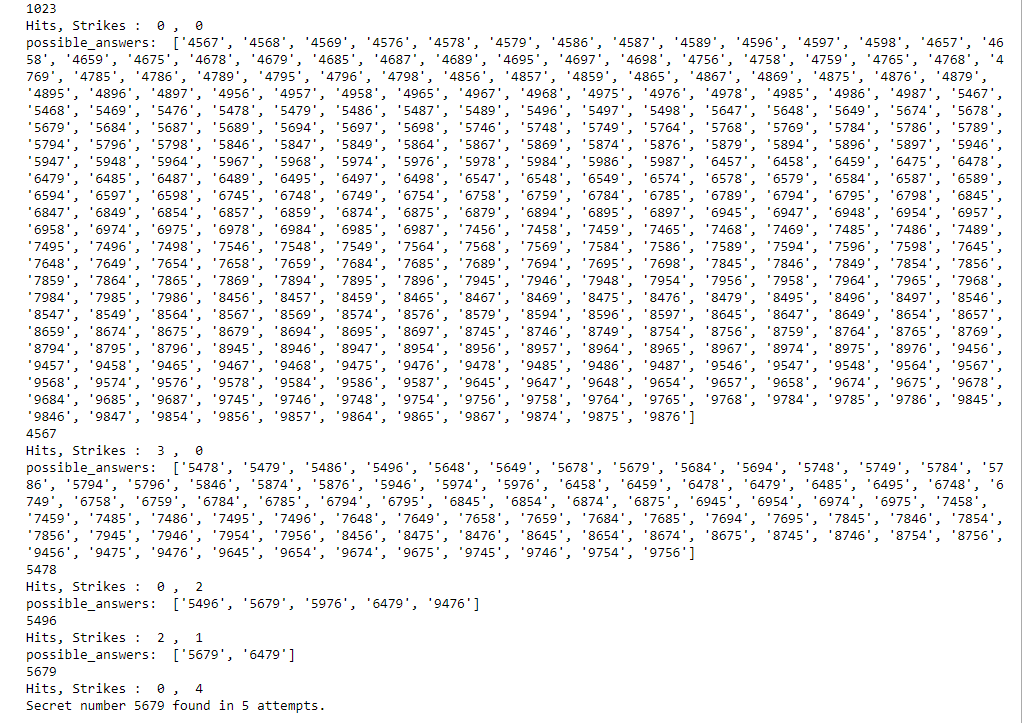 1023
Hits, Strikes :  0 ,  0
possible_answers:  ['4567', '4568', '4569', '4576', '4578', '4579', '4586', '4587', '4589', '4596', '4597', '4598', '4657', '46
58', '4659', '4675', '4678', '4679', '4685', '4687', '4689', '4695', '4697', '4698', '4756', '4758', '4759', '4765', '4768', '4
769', '4785', '4786', '4789', '4795', '4796', '4798', '4856', '4857', '4859', '4865', '4867', '4869', '4875', '4876', '4879',
'4895', '4896', '4897', '4956', '4957', '4958', '4965', '4967', '4968', '4975', '4976', '4978', '4985', '4986', '4987', '5467',
'5468', '5469', '5476', '5478', '5479', '5486', '5487', '5489', '5496', '5497', '5498', '5647', '5648', '5649', '5674', '5678',
'5679', '5684', '5687', '5689', '5694', '5697', '5698', '5746', '5748', '5749', '5764', '5768', '5769', '5784', '5786', '5789',
'5794', '5796', '5798', '5846', '5847', '5849', '5864', '5867', '5869', '5874', '5876', '5879', '5894', '5896', '5897', '5946',
'5947', '5948', '5964', '5967', '5968', '5974', '5976', '5978', '5984', '5986', '5987', '6457', '6458', '6459', '6475', '6478',
'6479', '6485', '6487', '6489', '6495', '6497', '6498', '6547', '6548', '6549', '6574', '6578', '6579', '6584', '6587', '6589',
'6594', '6597', '6598', '6745', '6748', '6749', '6754', '6758', '6759', '6784', '6785', '6789', '6794', '6795', '6798', '6845',
'6847', '6849', '6854', '6857', '6859', '6874', '6875', '6879', '6894', '6895', '6897', '6945', '6947', '6948', '6954', '6957',
'6958', '6974', '6975', '6978', '6984', '6985', '6987', '7456', '7458', '7459', '7465', '7468', '7469', '7485', '7486', '7489',
'7495', '7496', '7498', '7546', '7548', '7549', '7564', '7568', '7569', '7584', '7586', '7589', '7594', '7596', '7598', '7645',
'7648', '7649', '7654', '7658', '7659', '7684', '7685', '7689', '7694', '7695', '7698', '7845', '7846', '7849', '7854', '7856',
'7859', '7864', '7865', '7869', '7894', '7895', '7896', '7945', '7946', '7948', '7954', '7956', '7958', '7964', '7965', '7968',
'7984', '7985', '7986', '8456', '8457', '8459', '8465', '8467', '8469', '8475', '8476', '8479', '8495', '8496', '8497', '8546',
'8547', '8549', '8564', '8567', '8569', '8574', '8576', '8579', '8594', '8596', '8597', '8645', '8647', '8649', '8654', '8657',
'8659', '8674', '8675', '8679', '8694', '8695', '8697', '8745', '8746', '8749', '8754', '8756', '8759', '8764', '8765', '8769',
'8794', '8795', '8796', '8945', '8946', '8947', '8954', '8956', '8957', '8964', '8965', '8967', '8974', '8975', '8976', '9456',
'9457', '9458', '9465', '9467', '9468', '9475', '9476', '9478', '9485', '9486', '9487', '9546', '9547', '9548', '9564', '9567',
'9568', '9574', '9576', '9578', '9584', '9586', '9587', '9645', '9647', '9648', '9654', '9657', '9658', '9674', '9675', '9678',
'9684', '9685', '9687', '9745', '9746', '9748', '9754', '9756', '9758', '9764', '9765', '9768', '9784', '9785', '9786', '9845',
'9846', '9847', '9854', '9856', '9857', '9864', '9865', '9867', '9874', '9875', '9876']
4567
Hits, Strikes :  3 ,  0
possible_answers:  ['5478', '5479', '5486', '5496', '5648', '5649', '5678', '5679', '5684', '5694', '5748', '5749', '5784', '57
86', '5794', '5796', '5846', '5874', '5876', '5946', '5974', '5976', '6458', '6459', '6478', '6479', '6485', '6495', '6748', '6
749', '6758', '6759', '6784', '6785', '6794', '6795', '6845', '6854', '6874', '6875', '6945', '6954', '6974', '6975', '7458',
'7459', '7485', '7486', '7495', '7496', '7648', '7649', '7658', '7659', '7684', '7685', '7694', '7695', '7845', '7846', '7854',
'7856', '7945', '7946', '7954', '7956', '8456', '8475', '8476', '8645', '8654', '8674', '8675', '8745', '8746', '8754', '8756',
'9456', '9475', '9476', '9645', '9654', '9674', '9675', '9745', '9746', '9754', '9756']
5478
Hits, Strikes :  0 ,  2
possible_answers:  ['5496', '5679', '5976', '6479', '9476']
5496
Hits, Strikes :  2 ,  1
possible_answers:  ['5679', '6479']
5679
Hits, Strikes :  0 ,  4
Secret number 5679 found in 5 attempts.